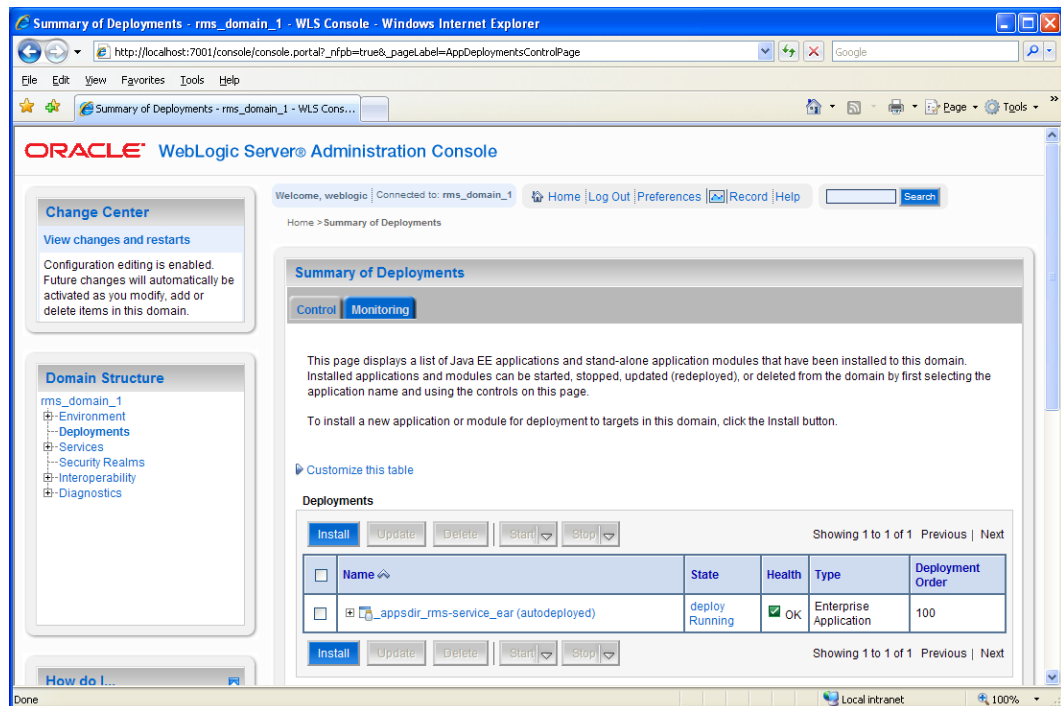 Summary of Deployments - rms_domain_1 - WLS Console - Windows Internet Explorer
http://localhost:7001/console/console.portal?_nfpb=true&_pageLabel=AppDeploymentsControlPage
Google
File Edit View Favorites Tools Help
Summary of Deployments - rms_domain_1 - WLS Cons...
Page Tools »
ORACLE WebLogic Server® Administration Console
Change Center
View changes and restarts
Configuration editing is enabled.
Future changes will automatically be
activated as you modify, add or
delete items in this domain.
Domain Structure
rms_domain_1
Environment
Deployments
Services
Security Realms
Interoperability
Diagnostics
How do I...
Welcome, weblogic Connected to: rms_domain_1 Home Log Out Preferences Record Help Search
Home >Summary of Deployments
Summary of Deployments
Control Monitoring
This page displays a list of Java EE applications and stand-alone application modules that have been installed to this domain.
Installed applications and modules can be started, stopped, updated (redeployed), or deleted from the domain by first selecting the
application name and using the controls on this page.
To install a new application or module for deployment to targets in this domain, click the Install button.
Customize this table
Deployments
Install Update Delete Start Stop Showing 1 to 1 of 1 Previous | Next
Name State Health Type Deployment Order
_appsdir_rms-service_ear (autodeployed) deploy Running OK Enterprise Application 100
Install Update Delete Start Stop Showing 1 to 1 of 1 Previous | Next
Done Local intranet 100%